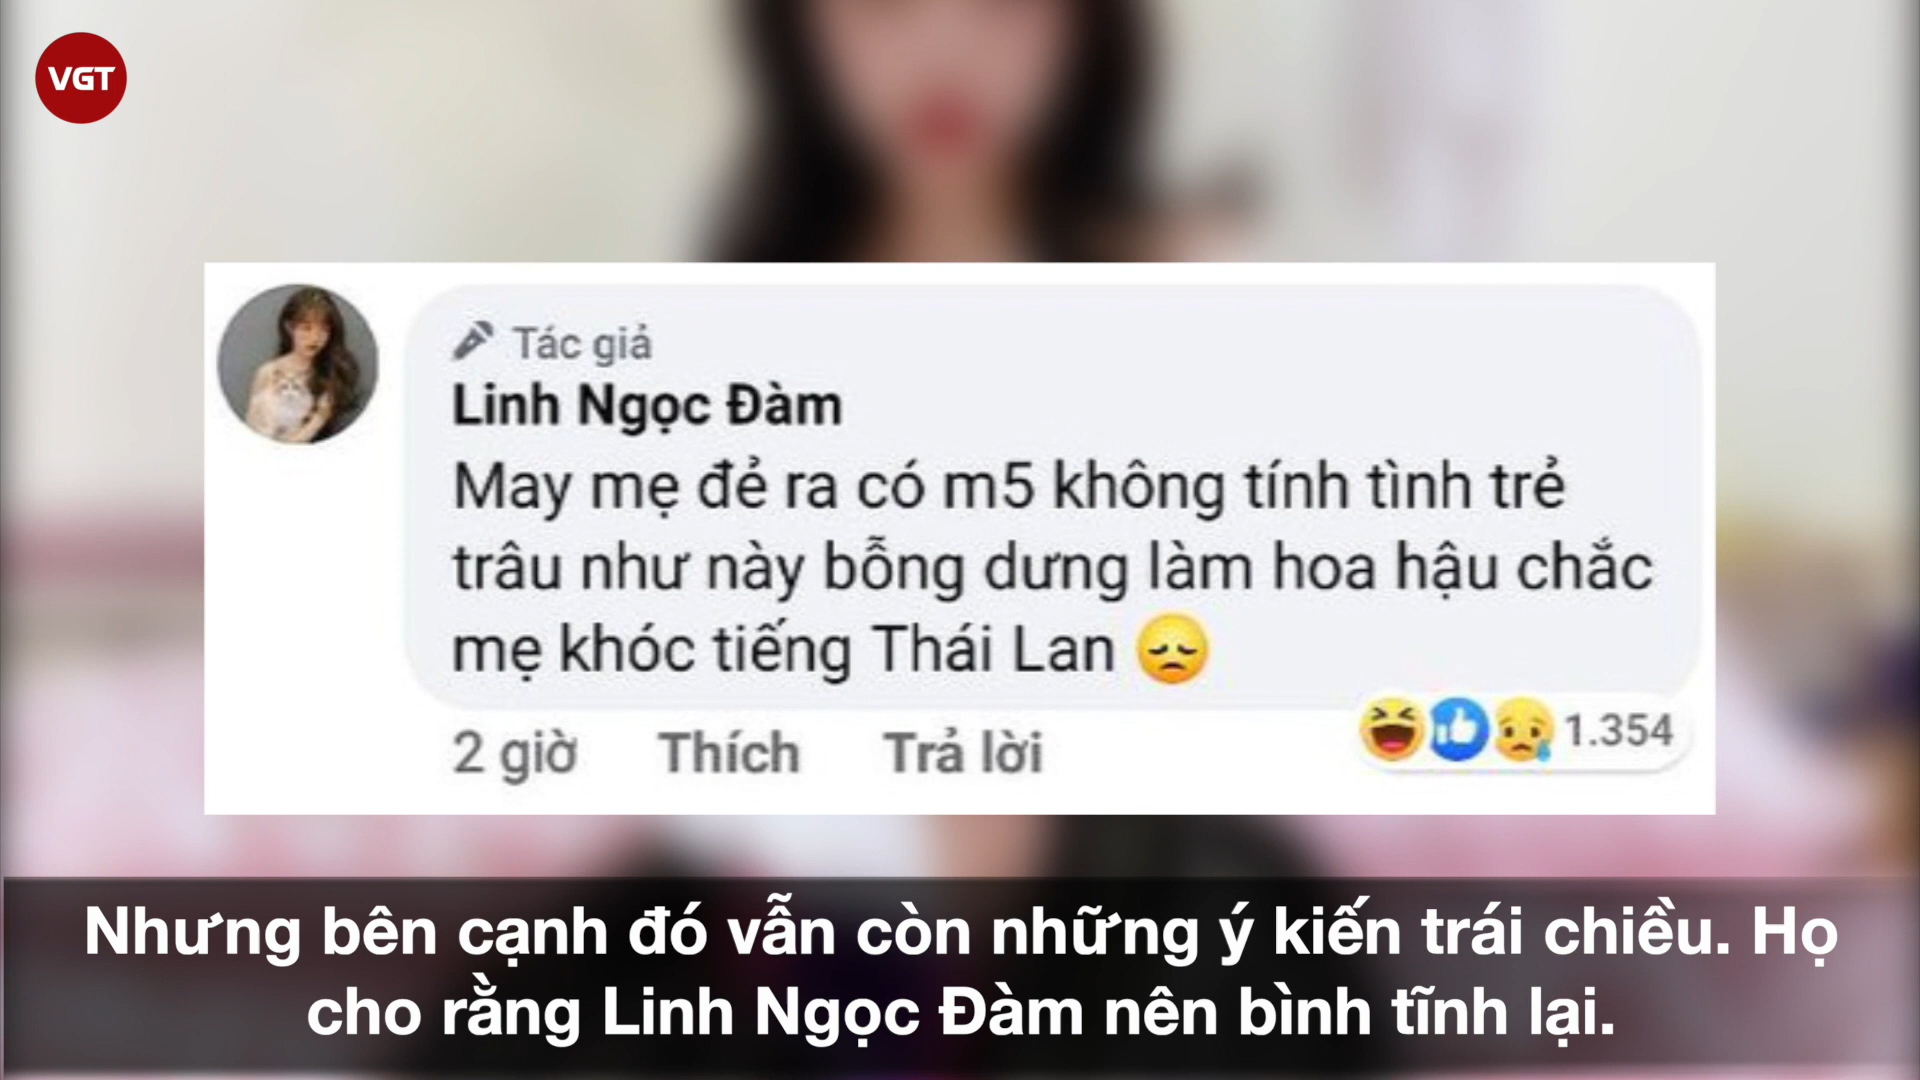 VGT
Tác giả
Linh Ngọc Đàm
May mẹ đẻ ra có m5 không tính tình trẻ
trâu như này bỗng dưng làm hoa hậu chắc
mẹ khóc tiếng Thái Lan 😞
2 giờ Thích Trả lời 1.354
Nhưng bên cạnh đó vẫn còn những ý kiến trái chiều. Họ
cho rằng Linh Ngọc Đàm nên bình tĩnh lại.